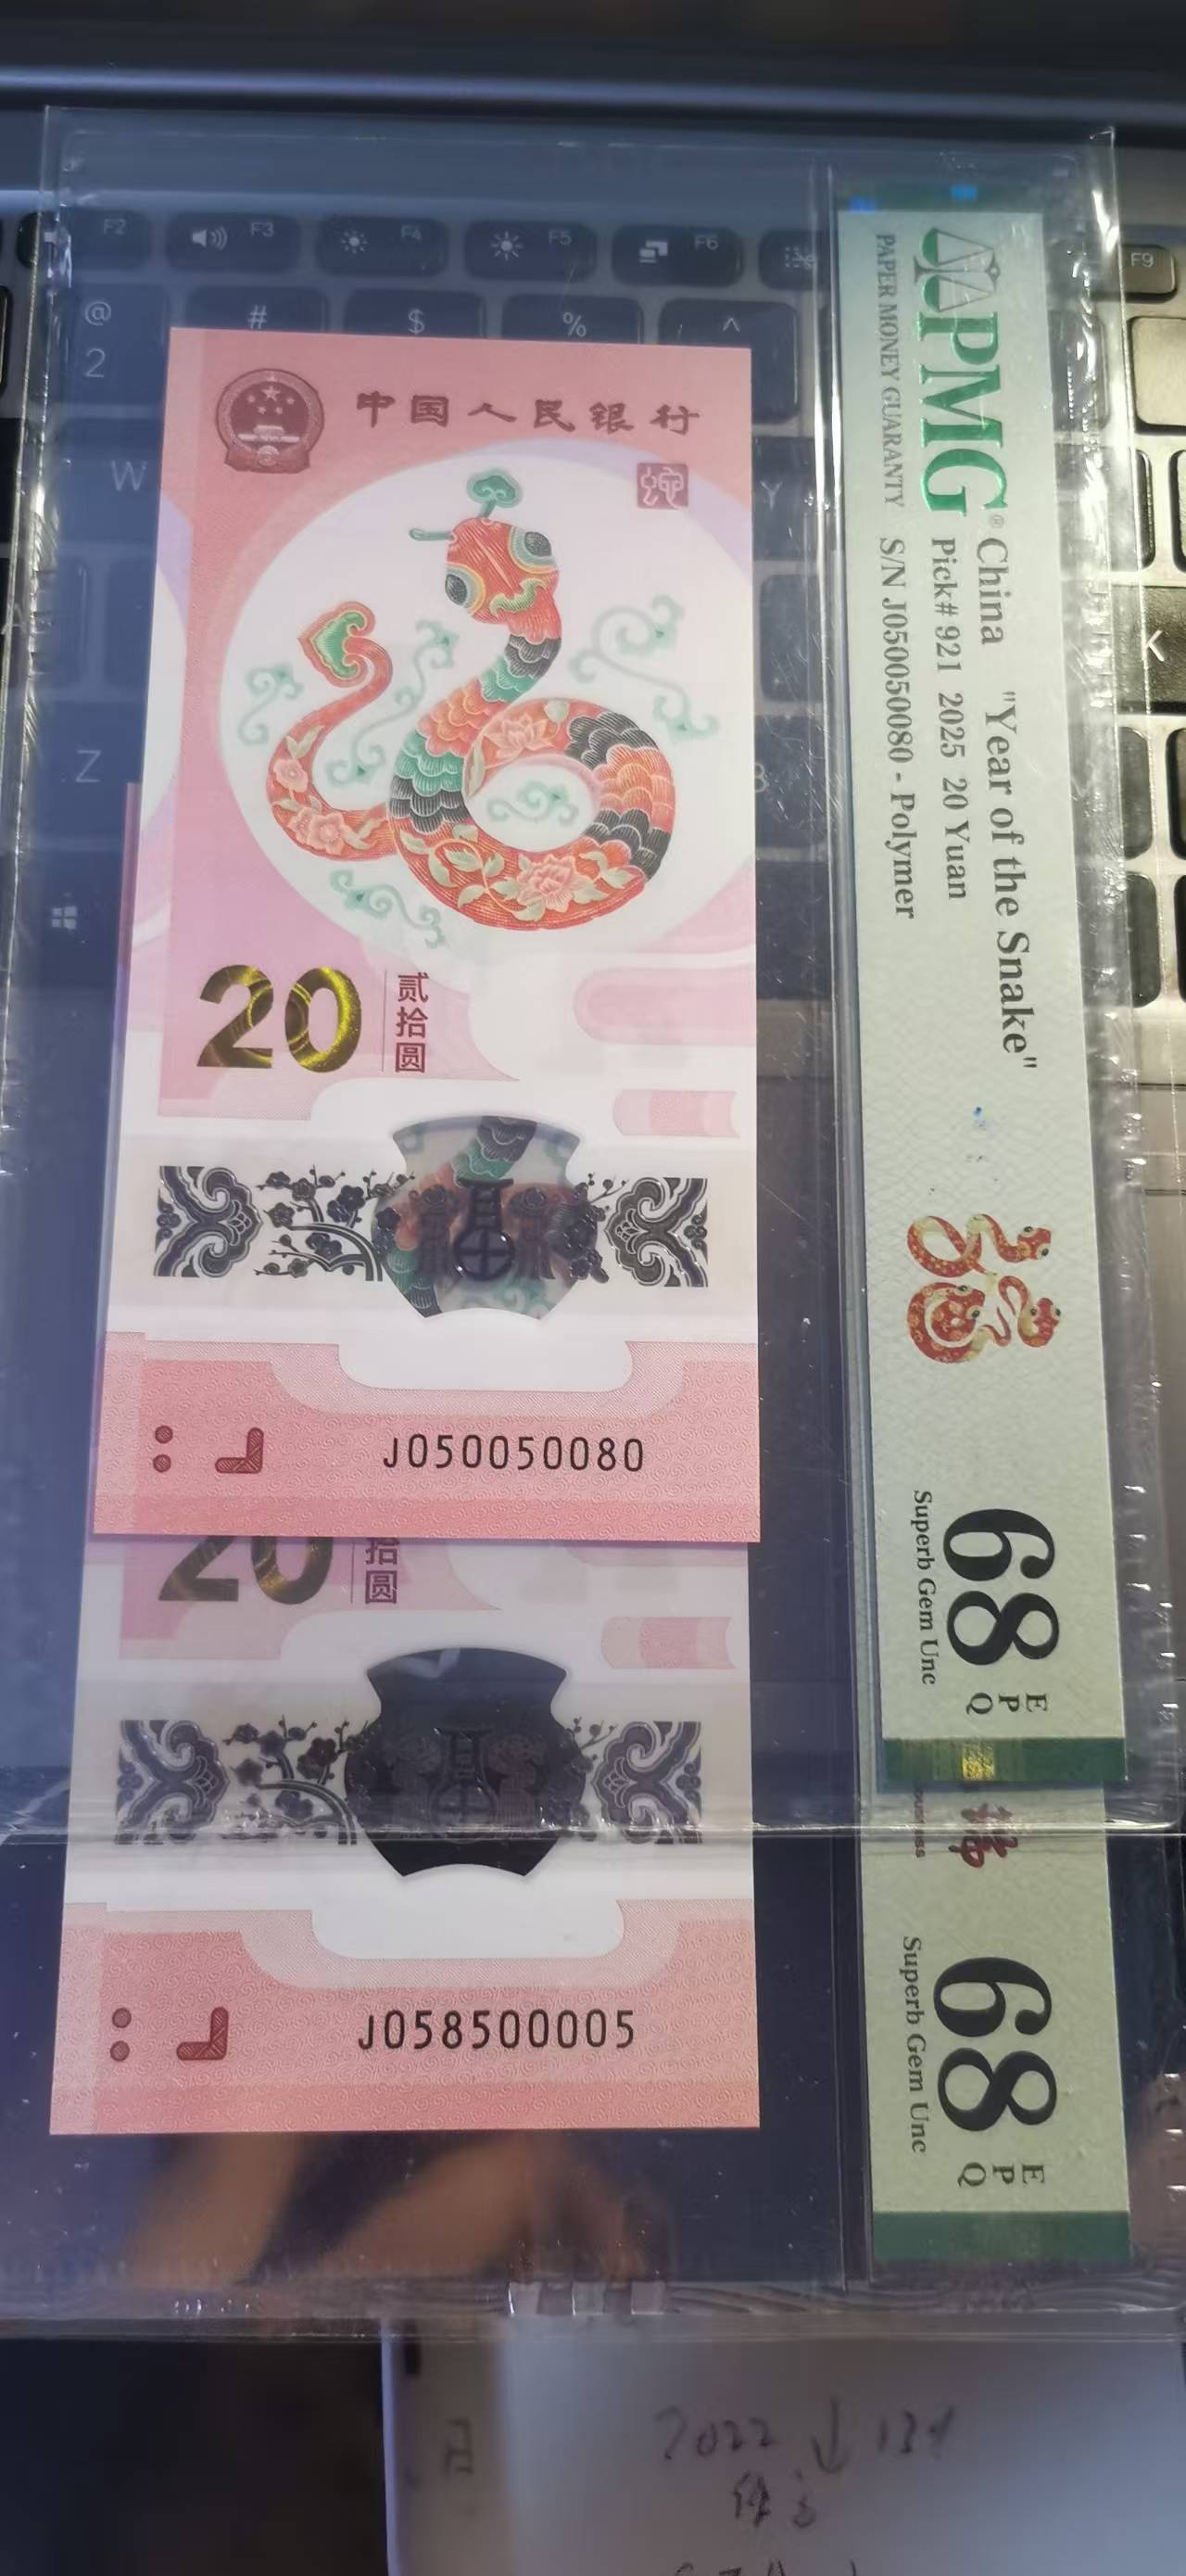 F2
F3
F4
F5
F6
F9
@
2
#
$
%
^
W
Y
K
Z
中国人民银行
蛇
20
贰拾圆
J050050080
20
拾圆
J058500005
PMG®
PAPER MONEY GUARANTY
China "Year of the Snake"
Pick# 921 2025 20 Yuan
S/N J050050080 - Polymer
68
EPQ
Superb Gem Unc
68
EPQ
Superb Gem Unc
2022